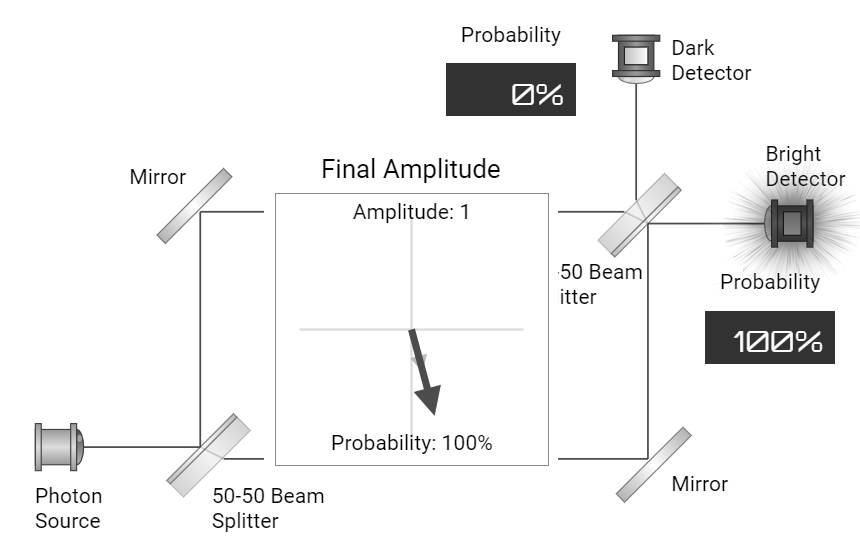 Probability
0%
Dark
Detector
Mirror
Final Amplitude
Bright
Detector
Amplitude: 1
-50 Beam
itter
Probability
100%
Probability: 100%
Photon
Source
50-50 Beam
Splitter
Mirror